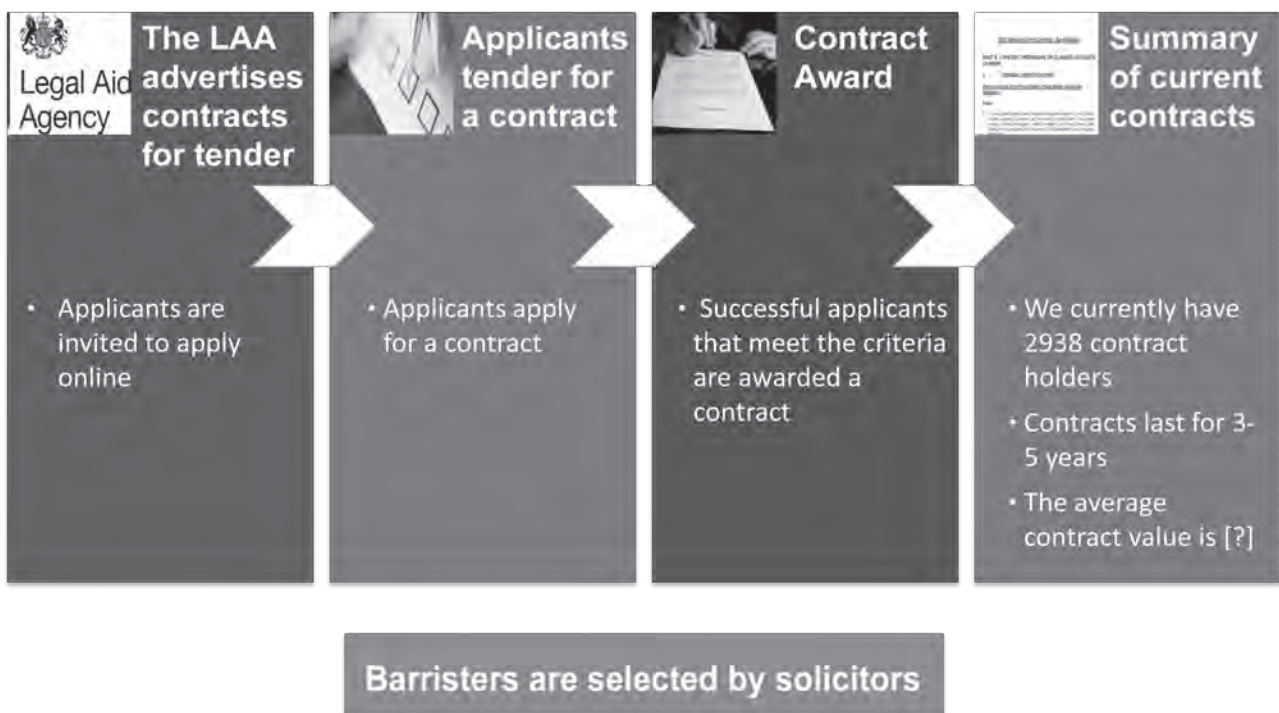 Legal Aid
Agency
The LAA
advertises
contracts
for tender
• Applicants are
invited to apply
online
Applicants
tender for
a contract
• Applicants apply
for a contract
Contract
Award
• Successful applicants
that meet the criteria
are awarded a
contract
Summary
of current
contracts
• We currently have
2938 contract
holders
• Contracts last for 3-
5 years
• The average
contract value is [?]
Barristers are selected by solicitors